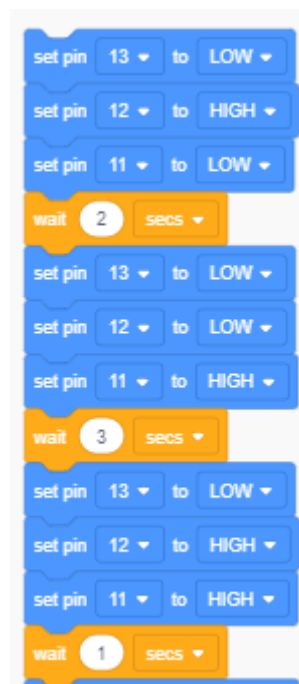 set pin 13 to LOW
set pin 12 to HIGH
set pin 11 to LOW
wait 2 secs
set pin 13 to LOW
set pin 12 to LOW
set pin 11 to HIGH
wait 3 secs
set pin 13 to LOW
set pin 12 to HIGH
set pin 11 to HIGH
wait 1 secs